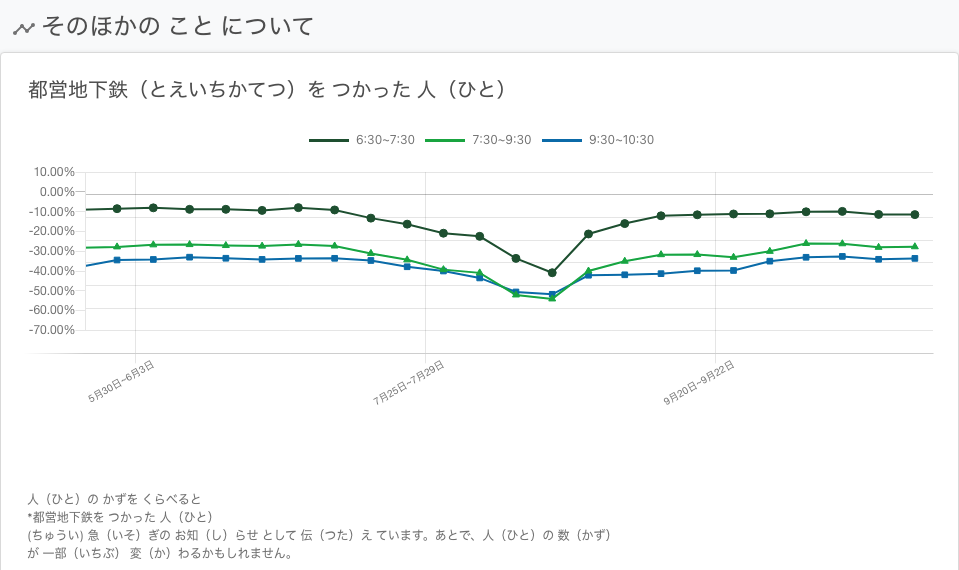 そのほかの こと について
都営地下鉄（とえいちかてつ）を つかった 人（ひと）
6:30~7:30 7:30~9:30 9:30~10:30
10.00%
0.00%
-10.00%
-20.00%
-30.00%
-40.00%
-50.00%
-60.00%
-70.00%
5月30日~6月3日 7月25日~7月29日 9月20日~9月22日
人（ひと）の かずを くらべると
*都営地下鉄を つかった 人（ひと）
(ちゅうい) 急（いそ）ぎの お知（し）らせ として 伝（つた）え ています。あとで、人（ひと）の 数（かず）
が 一部（いちぶ） 変（か）わるかもしれません。